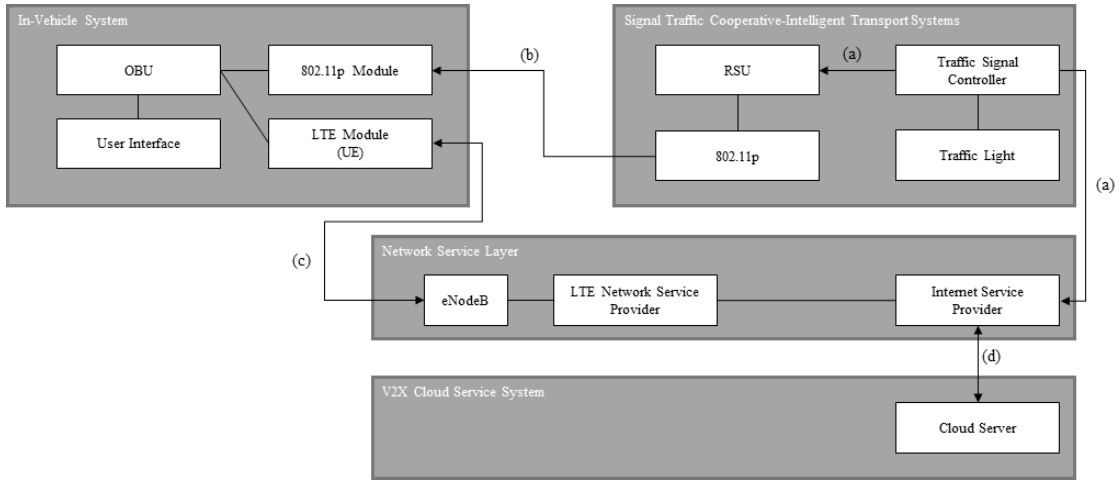 In-Vehicle System
OBU
802.11p Module
User Interface
LTE Module
(UE)
(b)
Signal Traffic Cooperative-Intelligent Transport Systems
RSU
(a)
Traffic Signal
Controller
802.11p
Traffic Light
(a)
(c)
Network Service Layer
eNodeB
LTE Network Service
Provider
Internet Service
Provider
(d)
V2X Cloud Service System
Cloud Server